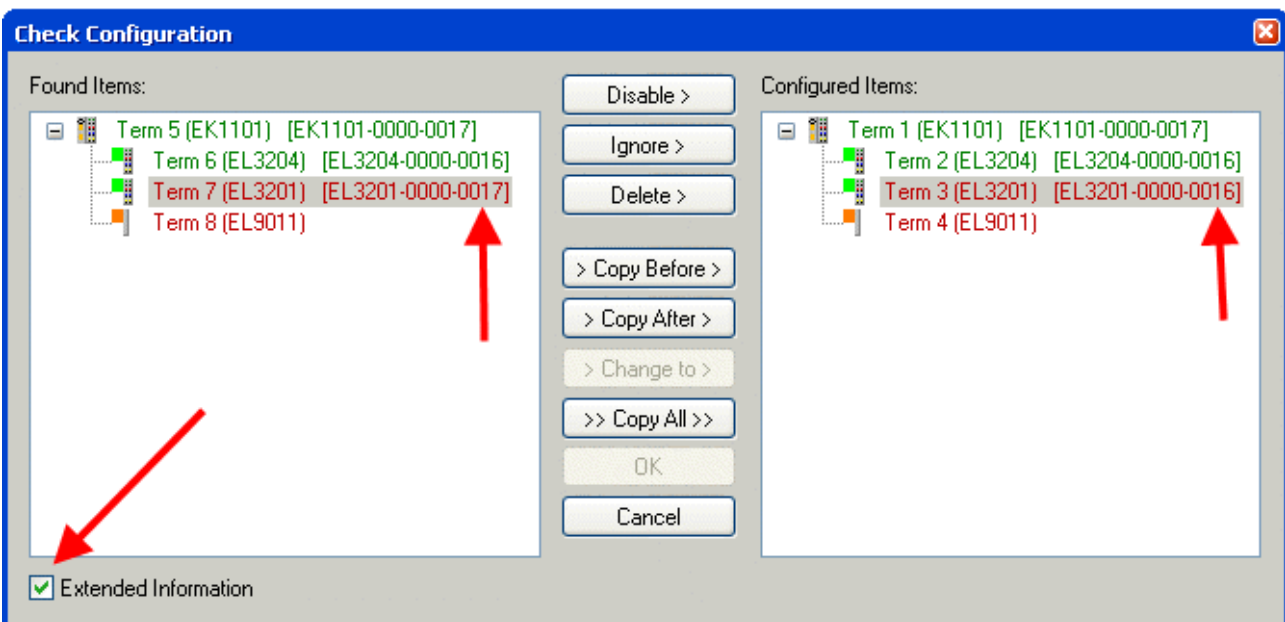 Check Configuration
Found Items:
Term 5 (EK1101) [EK1101-0000-0017]
Term 6 (EL3204) [EL3204-0000-0016]
Term 7 (EL3201) [EL3201-0000-0017]
Term 8 (EL9011)
Disable >
Ignore >
Delete >
> Copy Before >
> Copy After >
> Change to >
>> Copy All >>
OK
Cancel
Configured Items:
Term 1 (EK1101) [EK1101-0000-0017]
Term 2 (EL3204) [EL3204-0000-0016]
Term 3 (EL3201) [EL3201-0000-0016]
Term 4 (EL9011)
Extended Information